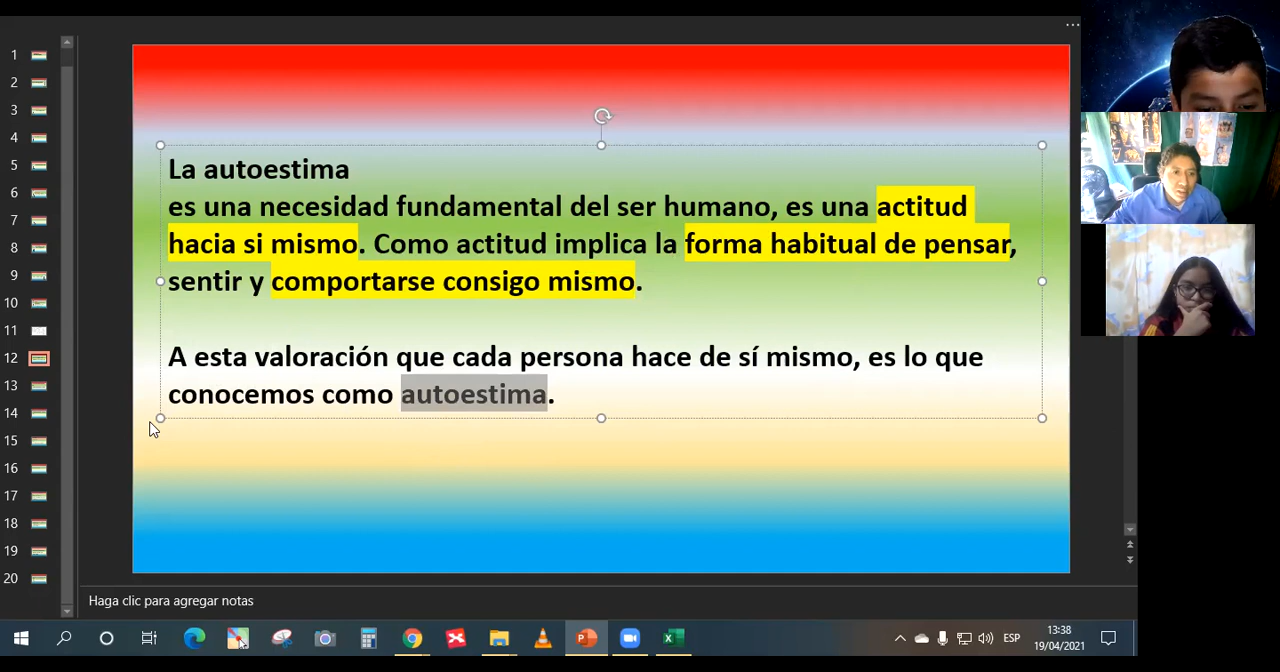 1
2
3
4
5
6
7
8
9
10
11
12
13
14
15
16
17
18
19
20
La autoestima
es una necesidad fundamental del ser humano, es una actitud
hacia si mismo. Como actitud implica la forma habitual de pensar,
sentir y comportarse consigo mismo.
A esta valoración que cada persona hace de sí mismo, es lo que
conocemos como autoestima.
Haga clic para agregar notas
ESP
13:38
19/04/2021